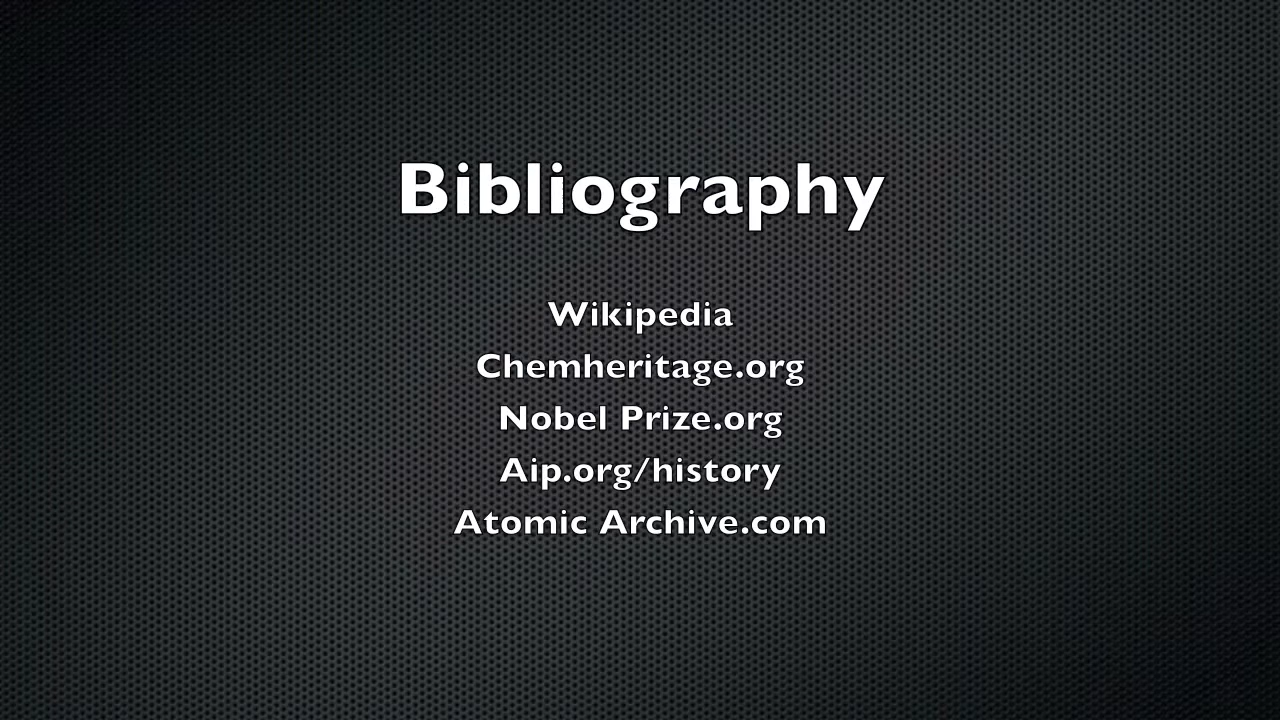 Bibliography
Wikipedia
Chemheritage.org
Nobel Prize.org
Aip.org/history
Atomic Archive.com